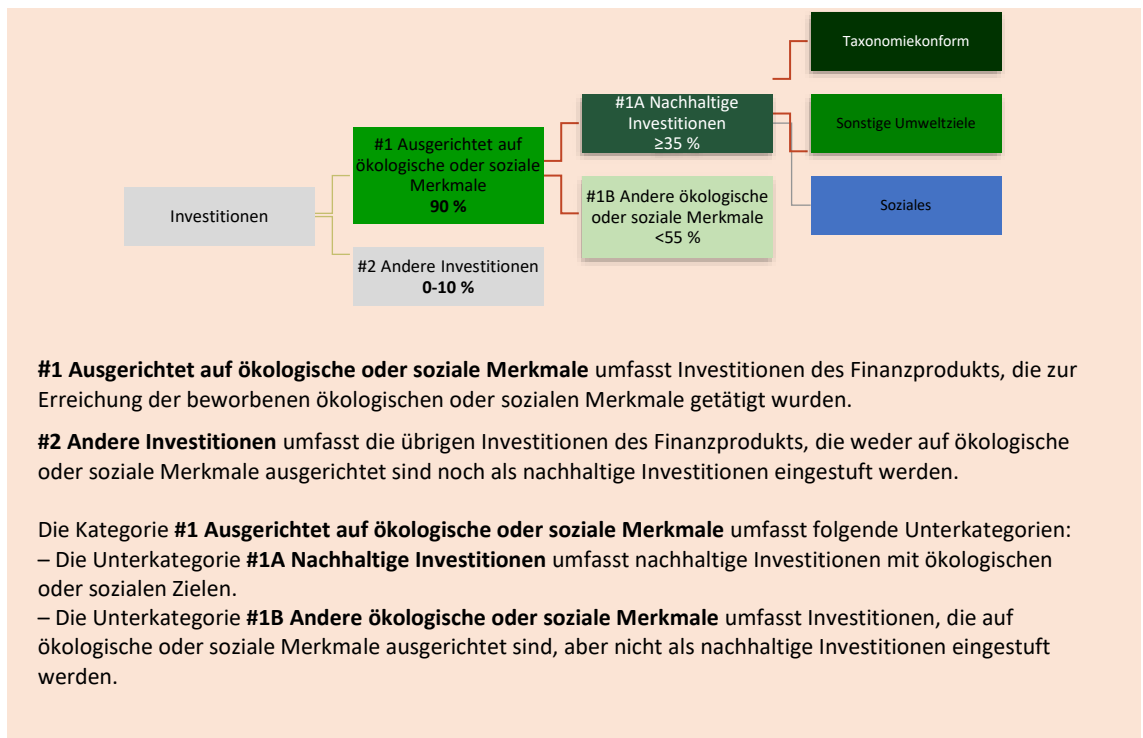 Taxonomiekonform
#1A Nachhaltige
Investitionen
≥35 %
Sonstige Umweltziele
#1 Ausgerichtet auf
ökologische oder soziale
Merkmale
90 %
#1B Andere ökologische
oder soziale Merkmale
<55 %
Soziales
Investitionen
#2 Andere Investitionen
0-10 %
#1 Ausgerichtet auf ökologische oder soziale Merkmale umfasst Investitionen des Finanzprodukts, die zur
Erreichung der beworbenen ökologischen oder sozialen Merkmale getätigt wurden.
#2 Andere Investitionen umfasst die übrigen Investitionen des Finanzprodukts, die weder auf ökologische
oder soziale Merkmale ausgerichtet sind noch als nachhaltige Investitionen eingestuft werden.
Die Kategorie #1 Ausgerichtet auf ökologische oder soziale Merkmale umfasst folgende Unterkategorien:
– Die Unterkategorie #1A Nachhaltige Investitionen umfasst nachhaltige Investitionen mit ökologischen
oder sozialen Zielen.
– Die Unterkategorie #1B Andere ökologische oder soziale Merkmale umfasst Investitionen, die auf
ökologische oder soziale Merkmale ausgerichtet sind, aber nicht als nachhaltige Investitionen eingestuft
werden.